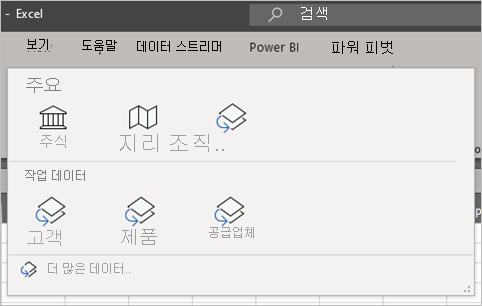 - Excel 검색
보기 도움말 데이터 스트리머 Power BI 파워 피벗
주요
주식 지리 조직..
작업 데이터
고객 제품 공급업체
더 많은 데이터..